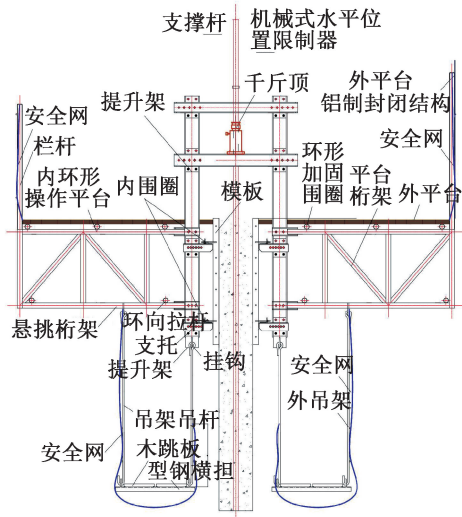 支撑杆
机械式水平位
置限制器
千斤顶
提升架
外平台
铝制封闭结构
安全网
安全网
栏杆
内环形
操作平台
内围圈
模板
环形
加固
围圈
平台
桁架
外平台
悬挑桁架
环向拉杆
支托
提升架
挂钩
安全网
外吊架
吊架吊杆
安全网
木跳板
型钢横担